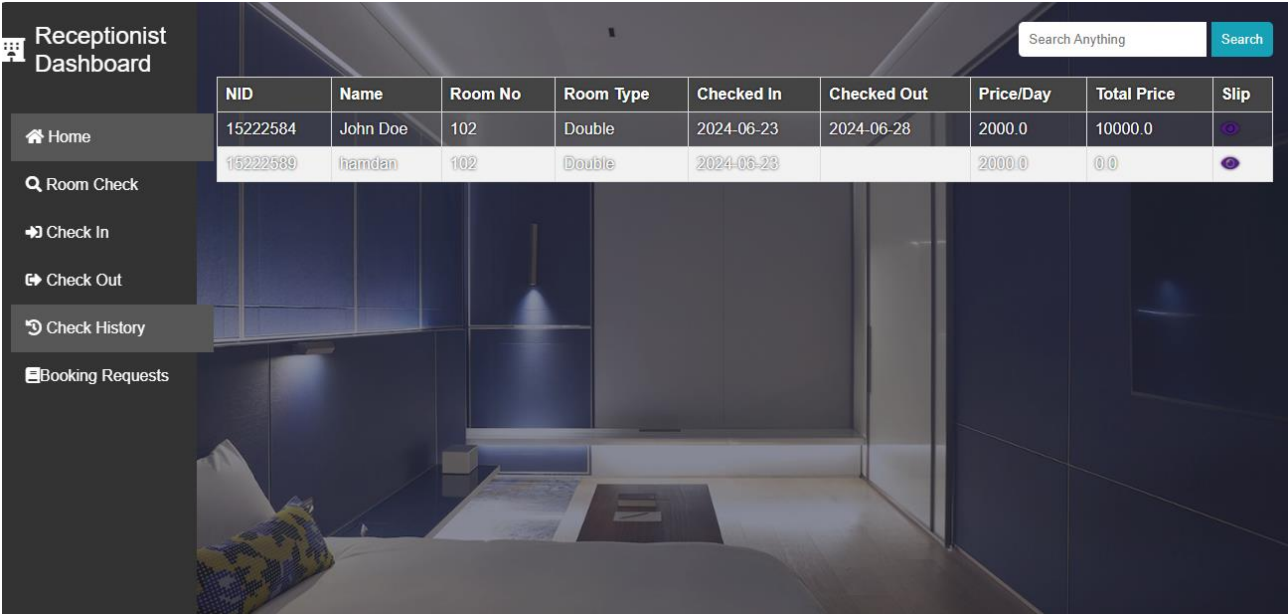 Receptionist
Dashboard
Home
Room Check
Check In
Check Out
Check History
Booking Requests
Search Anything Search
NID Name Room No Room Type Checked In Checked Out Price/Day Total Price Slip
15222584 John Doe 102 Double 2024-06-23 2024-06-28 2000.0 10000.0
15222589 hamdan 102 Double 2024-06-23 2000.0 0.0